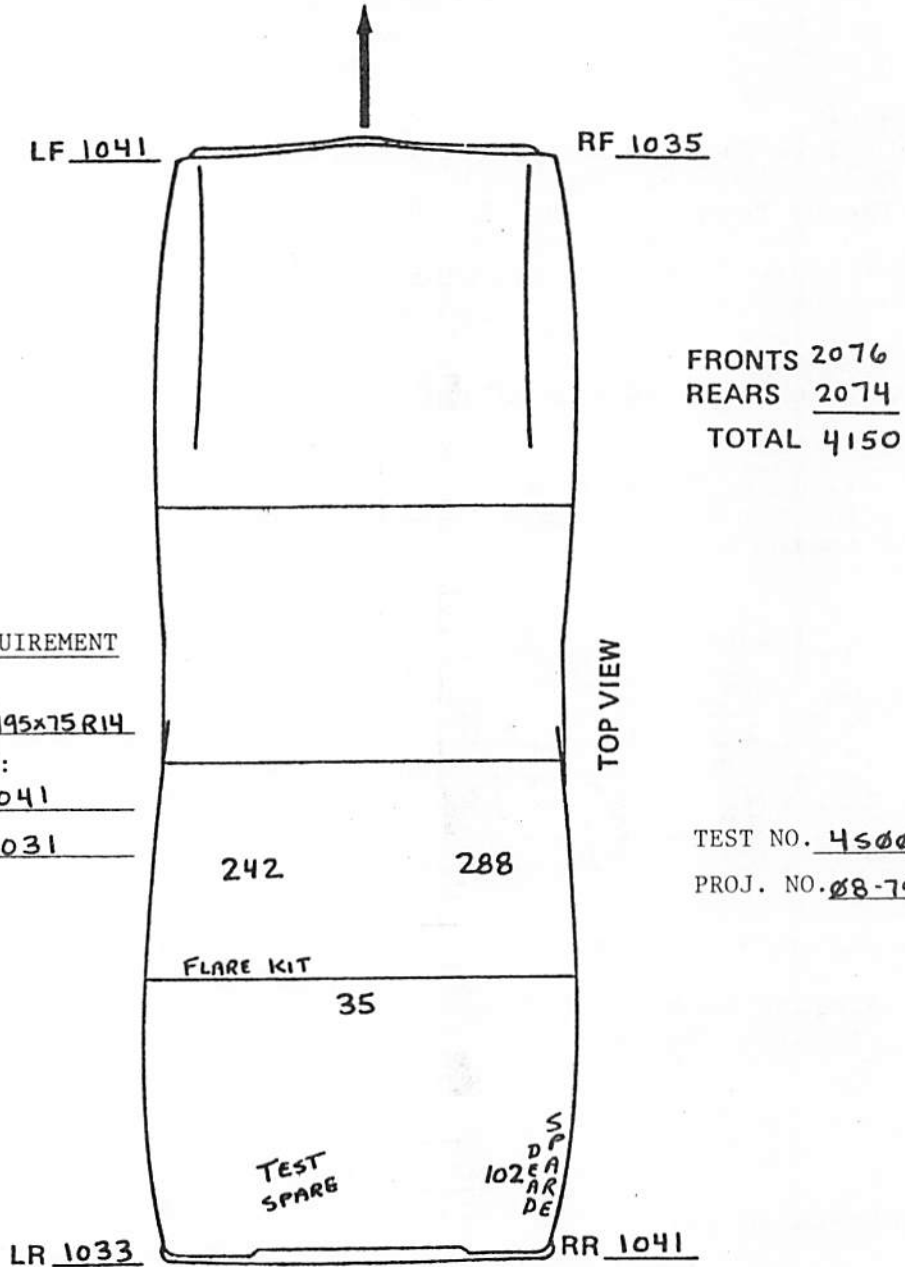 LF 1041
RF 1035
FRONTS 2076
REARS 2074
TOTAL 4150
UIREMENT
195x75R14
:
041
031
TOP VIEW
242 288
TEST NO. 4500
PROJ. NO. 08-79
FLARE KIT
35
TEST
SPARE
102 DEAD
SPARE
LR 1033
RR 1041